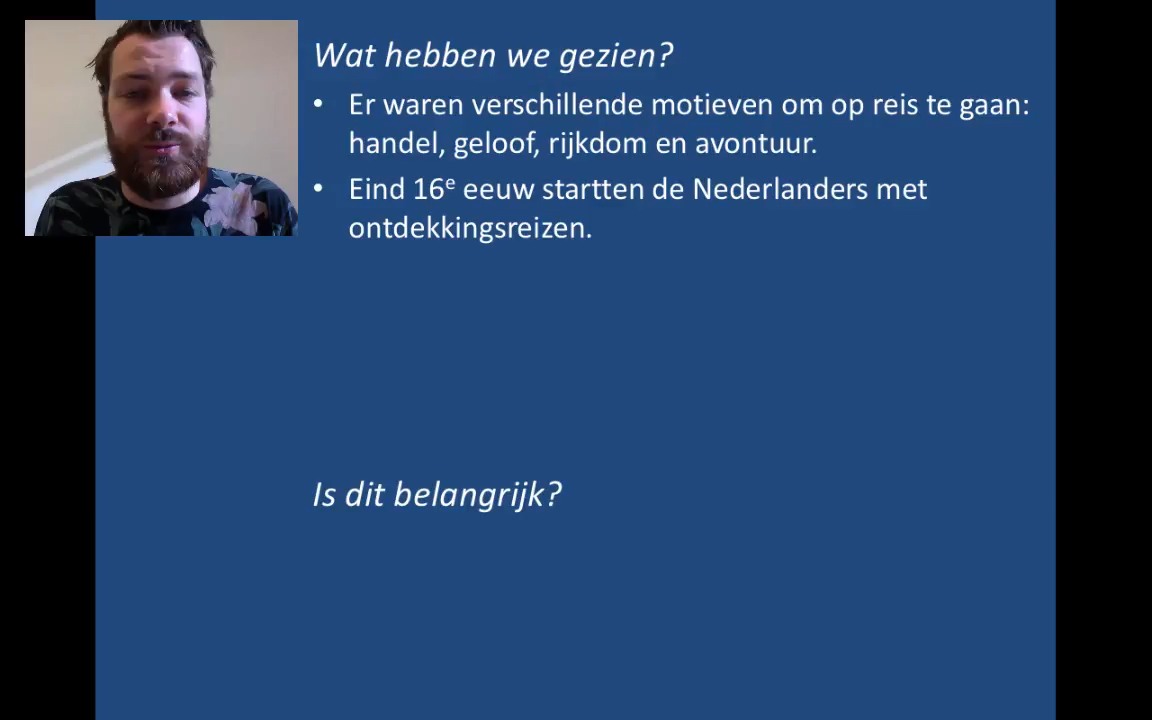 Wat hebben we gezien?
• Er waren verschillende motieven om op reis te gaan:
handel, geloof, rijkdom en avontuur.
• Eind 16e eeuw startten de Nederlanders met
ontdekkingsreizen.
Is dit belangrijk?